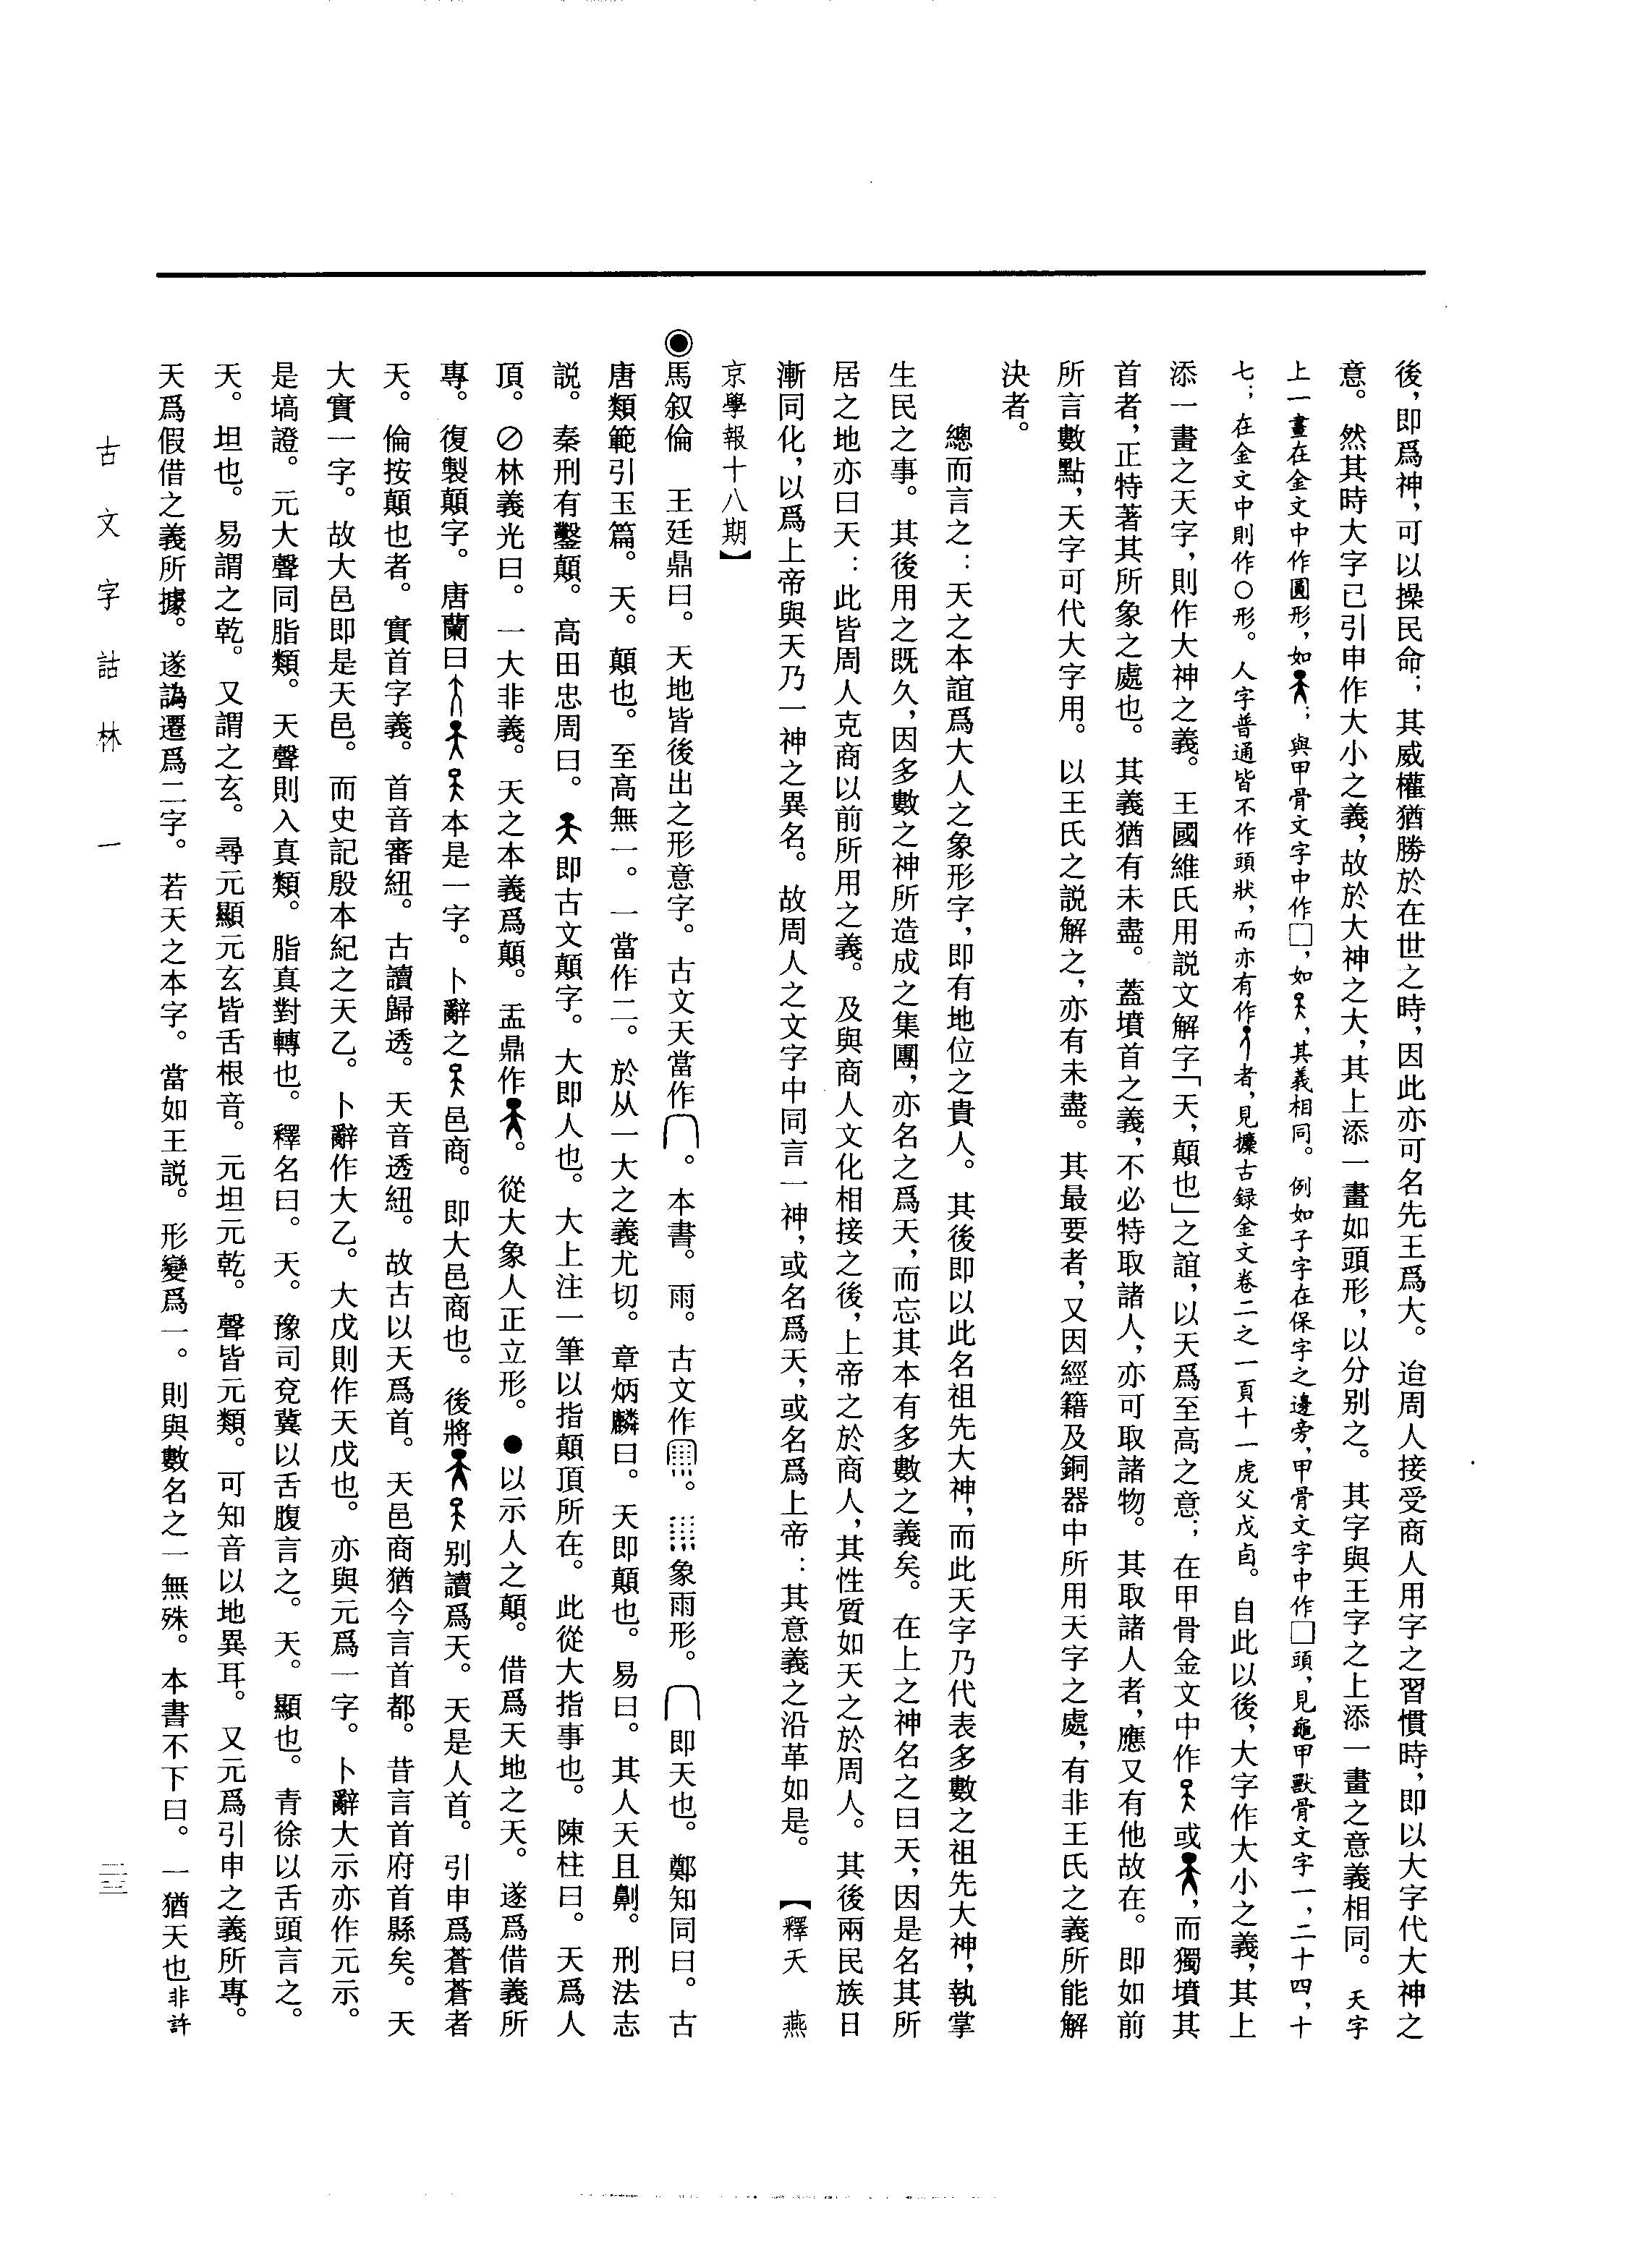 後，即爲神，可以操民命；其威權猶勝於在世之時，因此亦可名先王爲大。迨周人接受商人用字之習慣時，即以大字代大神之
意。然其時大字已引申作大小之義，故於大神之大，其上添一畫如頭形，以分別之。其字與王字之上添一畫之意義相同。天字
上一畫在金文中作圓形，如；與甲骨文字中作□，如，其義相同。例如子字在保字之邊旁，甲骨文字中作□頭，見龜甲獸骨文字一，二十四，十
七；在金文中則作○形。人字普通皆不作頭狀，而亦有作者，見攈古録金文卷二之一頁十一虎父戊卣。自此以後，大字作大小之義，其上
添一畫之天字，則作大神之義。王國維氏用説文解字「天，顛也」之誼，以天爲至高之意；在甲骨金文中作或，而獨墳其
首者，正特著其所象之處也。其義猶有未盡。蓋墳首之義，不必特取諸人，亦可取諸物。其取諸人者，應又有他故在。即如前
所言數點，天字可代大字用。以王氏之説解之，亦有未盡。其最要者，又因經籍及銅器中所用天字之處，有非王氏之義所能解
決者。
總而言之：天之本誼爲大人之象形字，即有地位之貴人。其後即以此名祖先大神，而此天字乃代表多數之祖先大神，執掌
生民之事。其後用之既久，因多數之神所造成之集團，亦名之爲天，而忘其本有多數之義矣。在上之神名之曰天，因是名其所
居之地亦曰天：此皆周人克商以前所用之義。及與商人文化相接之後，上帝之於商人，其性質如天之於周人。其後兩民族日
漸同化，以爲上帝與天乃一神之異名。故周人之文字中同言一神，或名爲天，或名爲上帝：其意義之沿革如是。【釋天　燕
京學報十八期】
◉馬叙倫　王廷鼎曰。天地皆後出之形意字。古文天當作。本書。雨。古文作。象雨形。即天也。鄭知同曰。古
唐類範引玉篇。天。顛也。至高無一。一當作二。於从一大之義尤切。章炳麟曰。天即顛也。易曰。其人天且劓。刑法志
説。秦刑有鑿顛。高田忠周曰。即古文顛字。大即人也。大上注一筆以指顛頂所在。此從大指事也。陳柱曰。天爲人
頂。⊘林義光曰。一大非義。天之本義爲顛。盂鼎作。從大象人正立形。●以示人之顛。借爲天地之天。遂爲借義所
專。復製顛字。唐蘭曰本是一字。卜辭之邑商。即大邑商也。後將别讀爲天。天是人首。引申爲蒼蒼者
天。倫按顛也者。實首字義。首音審紐。古讀歸透。天音透紐。故古以天爲首。天邑商猶今言首都。昔言首府首縣矣。天
大實一字。故大邑即是天邑。而史記殷本紀之天乙。卜辭作大乙。大戊則作天戊也。亦與元爲一字。卜辭大示亦作元示。
是塙證。元大聲同脂類。天聲則入真類。脂真對轉也。釋名曰。天。豫司兗冀以舌腹言之。天。顯也。青徐以舌頭言之。
天。坦也。易謂之乾。又謂之玄。尋元顯元玄皆舌根音。元坦元乾。聲皆元類。可知音以地異耳。又元爲引申之義所專。
天爲假借之義所據。遂譌遷爲二字。若天之本字。當如王説。形變爲一。則與數名之一無殊。本書不下曰。一猶天也非許
古文字詁林　一
二三